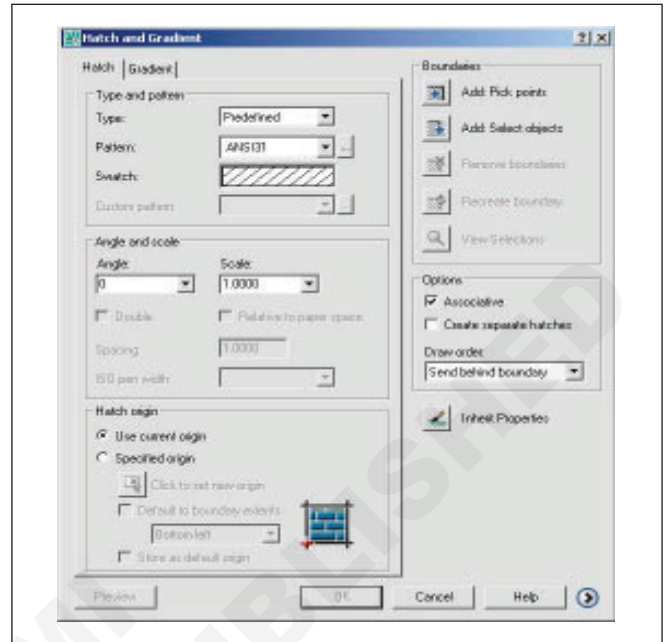 Hatch and Gradient
Hatch Gradient
Type and pattern
Type: Predefined
Pattern: ANSI31
Swatch:
Custom pattern:
Angle and scale
Angle: Scale:
0 1.0000
Double Relative to paper space
Spacing: 1.0000
ISO pen width:
Hatch origin
Use current origin
Specified origin
Click to set new origin
Default to boundary extents
Bottom left
Store as default origin
Boundaries
Add: Pick points
Add: Select objects
Remove boundaries
Recreate boundary
View Selections
Options
Associative
Create separate hatches
Draw order:
Send behind boundary
Inherit Properties
Preview OK Cancel Help